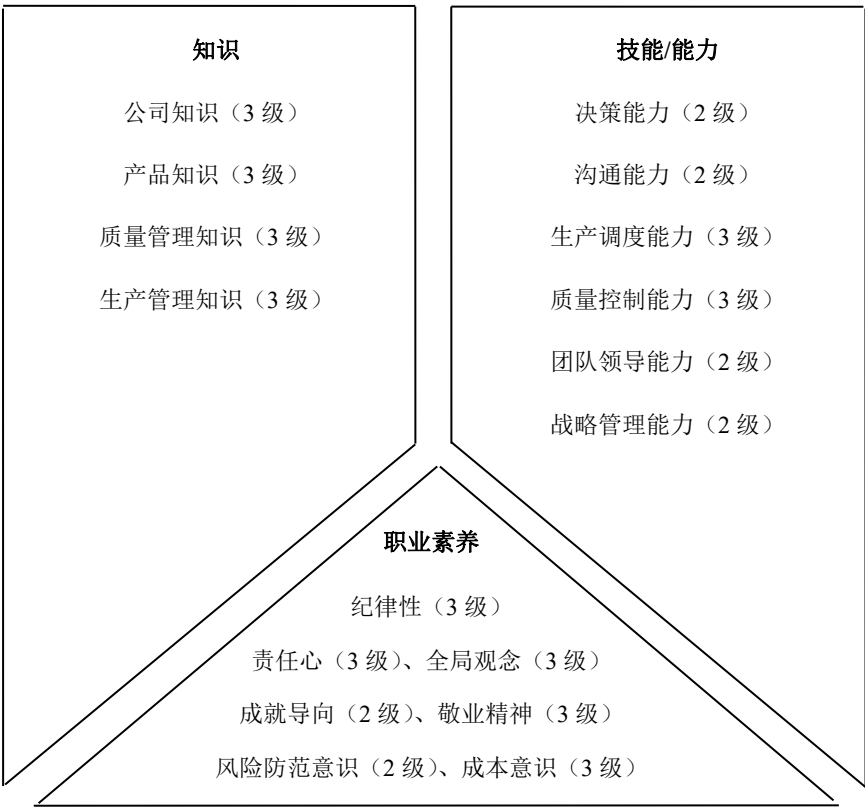 知识
公司知识（3 级）
产品知识（3 级）
质量管理知识（3 级）
生产管理知识（3 级）
技能/能力
决策能力（2 级）
沟通能力（2 级）
生产调度能力（3 级）
质量控制能力（3 级）
团队领导能力（2 级）
战略管理能力（2 级）
职业素养
纪律性（3 级）
责任心（3 级）、全局观念（3 级）
成就导向（2 级）、敬业精神（3 级）
风险防范意识（2 级）、成本意识（3 级）